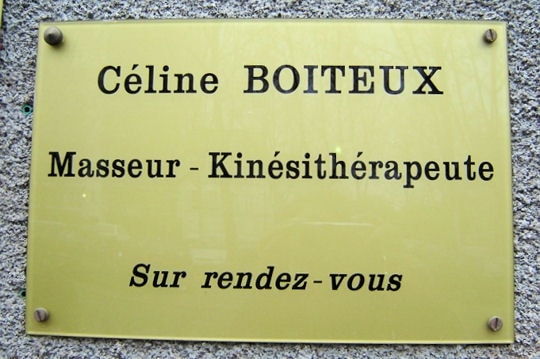 Céline BOITEUX
Masseur - Kinésithérapeute
Sur rendez-vous